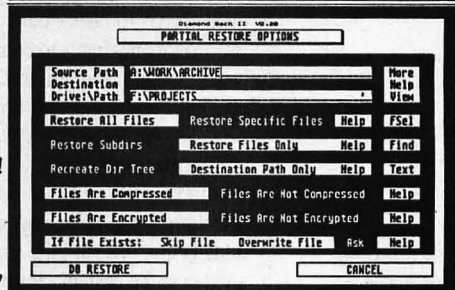 Diamond Back II V2.20
PARTIAL RESTORE OPTIONS
Source Path A:\WORK\ARCHIVE More
Destination Help
Drive:\Path F:\PROJECTS View
Restore All Files Restore Specific Files Help FSel
Restore Subdirs Restore Files Only Help Find
Recreate Dir Tree Destination Path Only Help Text
Files Are Compressed Files Are Not Compressed Help
Files Are Encrypted Files Are Not Encrypted Help
If File Exists: Skip File Overwrite File Ask Help
DO RESTORE CANCEL